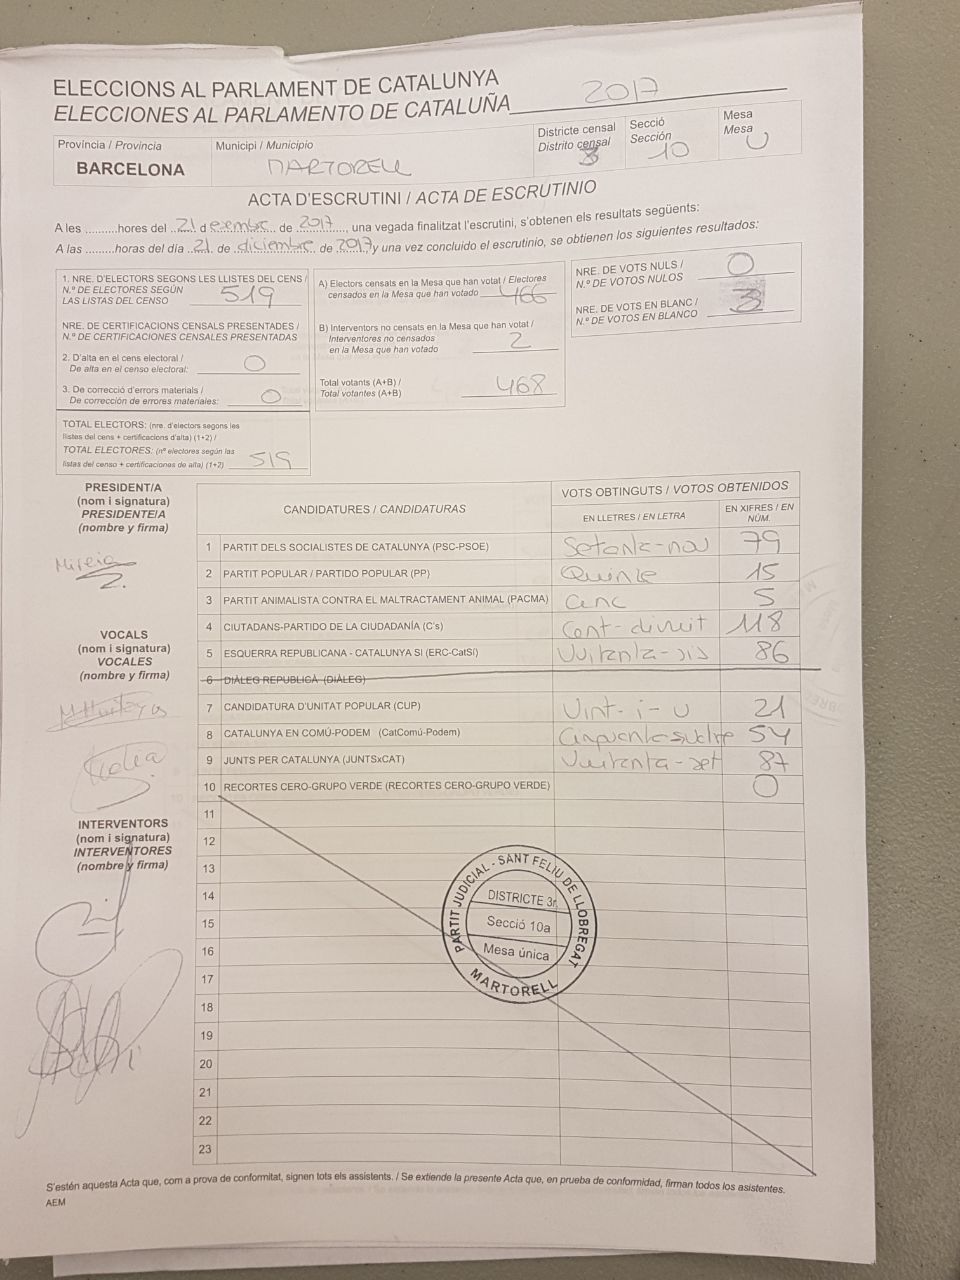 ELECCIONS AL PARLAMENT DE CATALUNYA
ELECCIONES AL PARLAMENTO DE CATALUÑA 2017
Província / Provincia
BARCELONA
Municipi / Municipio
MARTORELL
Districte censal
Distrito censal
3
Secció
Sección
10
Mesa
Mesa
U
ACTA D'ESCRUTINI / ACTA DE ESCRUTINIO
A les ..........hores del 21 d desembre de 2017, una vegada finalitzat l'escrutini, s'obtenen els resultats següents:
A las .........horas del día 21 de diciembre de 2017 y una vez concluido el escrutinio, se obtienen los siguientes resultados:
1. NRE. D'ELECTORS SEGONS LES LLISTES DEL CENS /
N.º DE ELECTORES SEGÚN
LAS LISTAS DEL CENSO 519
NRE. DE CERTIFICACIONS CENSALS PRESENTADES /
N.º DE CERTIFICACIONES CENSALES PRESENTADAS
2. D'alta en el cens electoral /
De alta en el censo electoral: 0
3. De correcció d'errors materials /
De corrección de errores materiales: 0
TOTAL ELECTORS: (nre. d'electors segons les
llistes del cens + certificacions d'alta) (1+2) /
TOTAL ELECTORES: (nº electores según las
listas del censo + certificaciones de alta) (1+2) 519
A) Electors censats en la Mesa que han votat / Electores
censados en la Mesa que han votado 466
B) Interventors no censats en la Mesa que han votat /
Interventores no censados
en la Mesa que han votado 2
Total votants (A+B) /
Total votantes (A+B) 468
NRE. DE VOTS NULS /
N.º DE VOTOS NULOS 0
NRE. DE VOTS EN BLANC /
N.º DE VOTOS EN BLANCO 3
PRESIDENT/A
(nom i signatura)
PRESIDENTE/A
(nombre y firma)
Mireia
VOCALS
(nom i signatura)
VOCALES
(nombre y firma)
INTERVENTORS
(nom i signatura)
INTERVENTORES
(nombre y firma)
CANDIDATURES / CANDIDATURAS
VOTS OBTINGUTS / VOTOS OBTENIDOS
EN LLETRES / EN LETRA
EN XIFRES / EN NÚM.
1 PARTIT DELS SOCIALISTES DE CATALUNYA (PSC-PSOE) Setanta-nou 79
2 PARTIT POPULAR / PARTIDO POPULAR (PP) Quinze 15
3 PARTIT ANIMALISTA CONTRA EL MALTRACTAMENT ANIMAL (PACMA) cinc 5
4 CIUTADANS-PARTIDO DE LA CIUDADANÍA (C's) Cent-divuit 118
5 ESQUERRA REPUBLICANA - CATALUNYA SI (ERC-CatSí) Vuitanta-sis 86
6 DIÀLEG REPUBLICÀ (DIÀLEG)
7 CANDIDATURA D'UNITAT POPULAR (CUP) Vint-i-u 21
8 CATALUNYA EN COMÚ-PODEM (CatComú-Podem) 54
9 JUNTS PER CATALUNYA (JUNTSxCAT) Vuitanta-set 87
10 RECORTES CERO-GRUPO VERDE (RECORTES CERO-GRUPO VERDE) 0
11
12
13
14
15
16
17
18
19
20
21
22
23
PARTIT JUDICIAL - SANT FELIU DE LLOBREGAT
DISTRICTE 3r.
Secció 10a
Mesa única
MARTORELL
S'estén aquesta Acta que, com a prova de conformitat, signen tots els assistents. / Se extiende la presente Acta que, en prueba de conformidad, firman todos los asistentes.
AEM